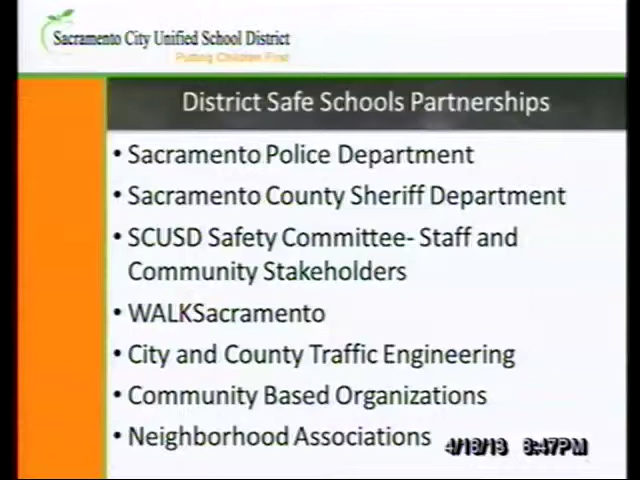 Sacramento City Unified School District
Putting Children First
District Safe Schools Partnerships
• Sacramento Police Department
• Sacramento County Sheriff Department
• SCUSD Safety Committee- Staff and
Community Stakeholders
• WALKSacramento
• City and County Traffic Engineering
• Community Based Organizations
• Neighborhood Associations
4/18/13 8:47PM